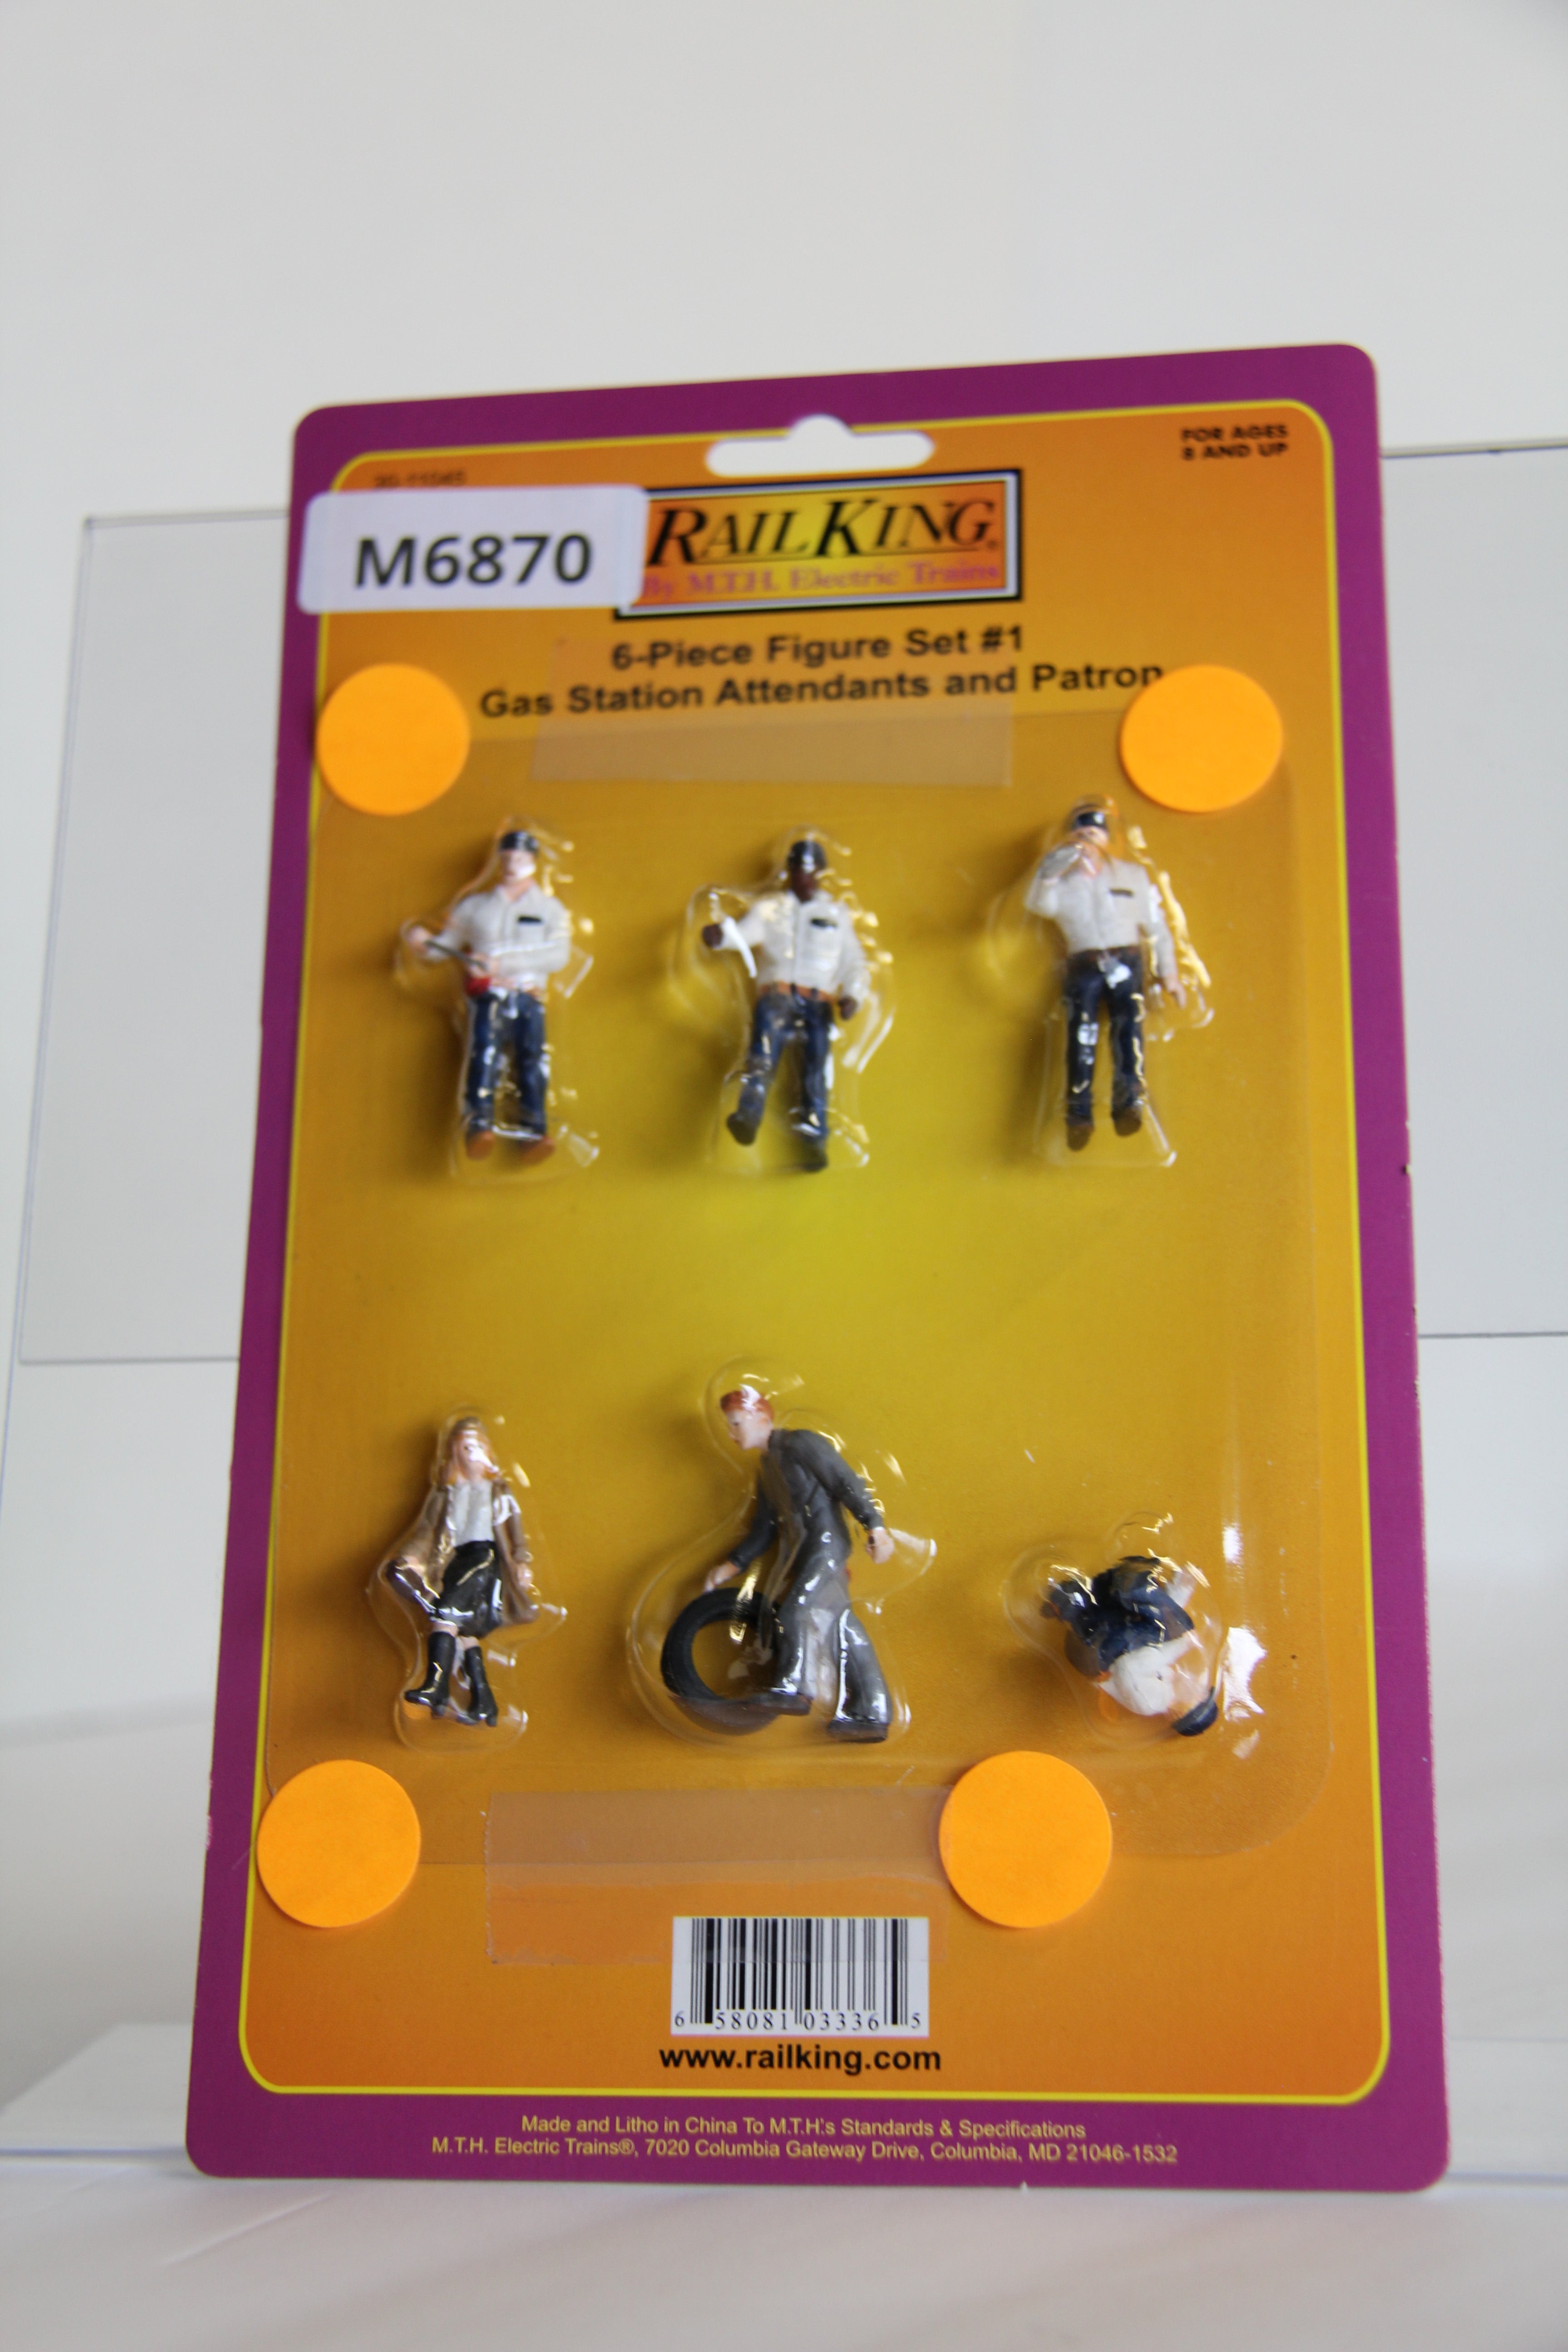 FOR AGES
8 AND UP
30-11045
M6870
RAILKING®
By M.T.H. Electric Trains
6-Piece Figure Set #1
Gas Station Attendants and Patron
6 58081 03336 5
www.railking.com
Made and Litho in China To M.T.H.'s Standards & Specifications
M.T.H. Electric Trains®, 7020 Columbia Gateway Drive, Columbia, MD 21046-1532